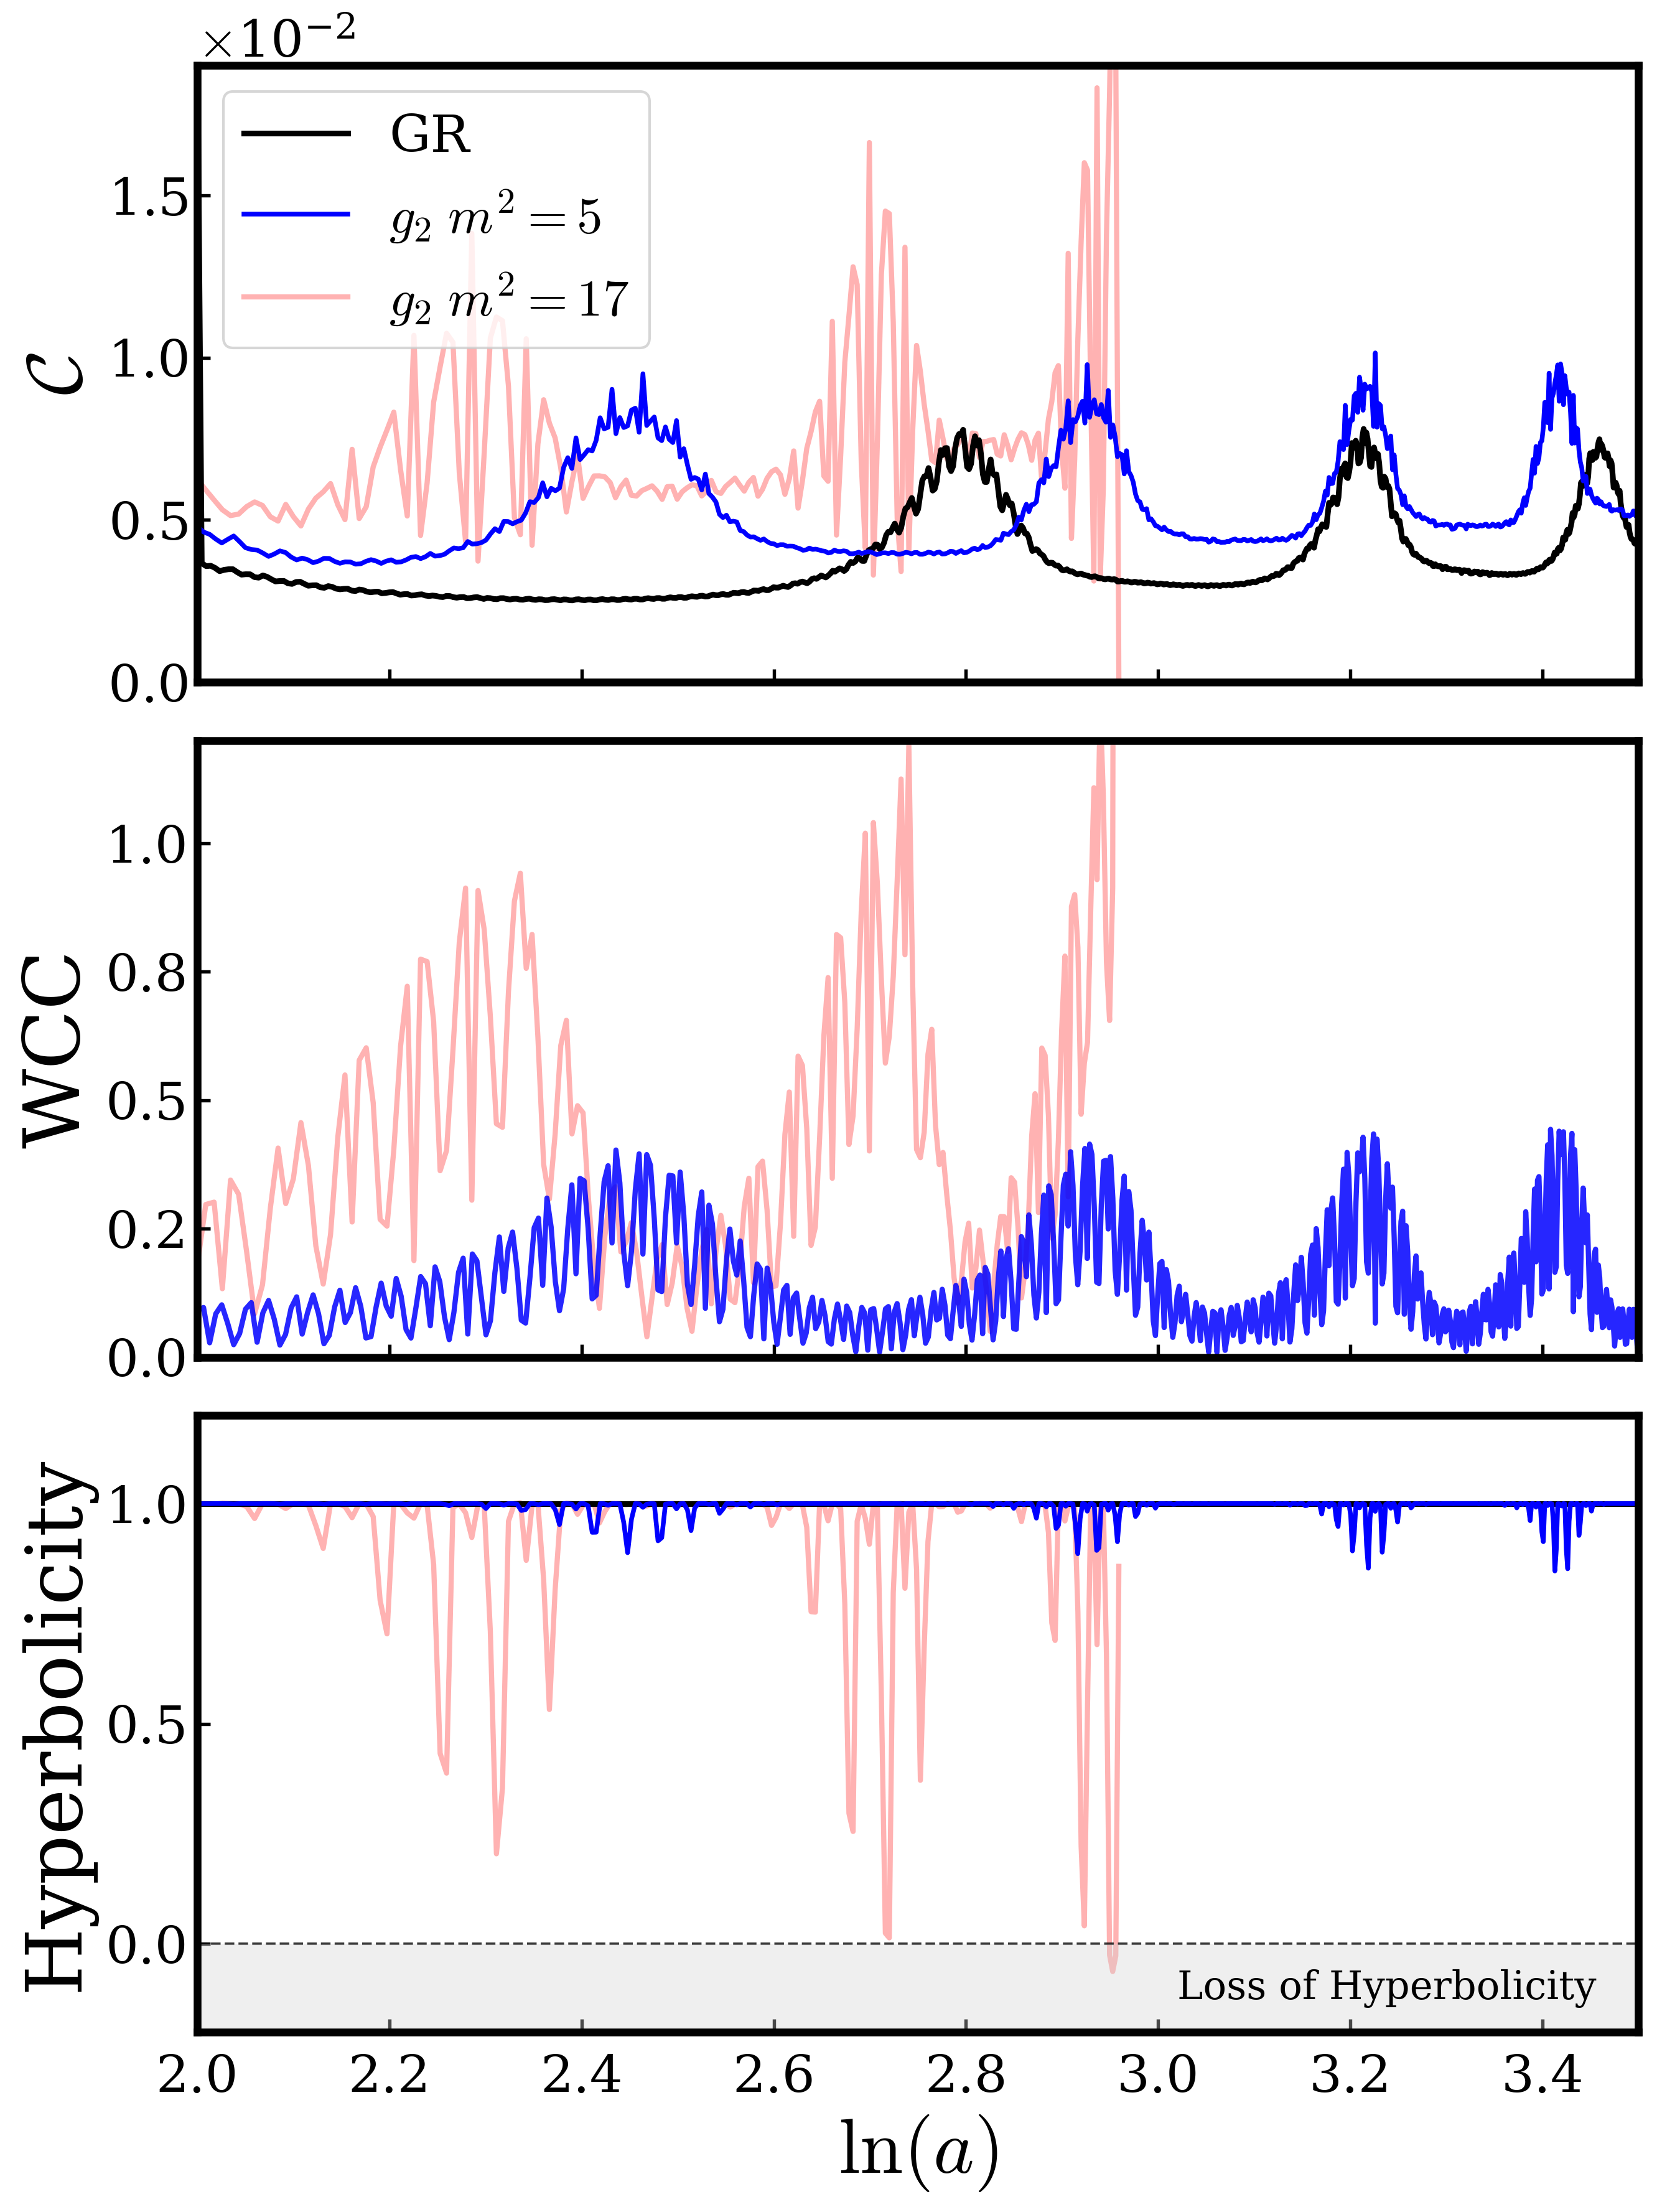 ×10⁻²
GR
g₂ m² = 5
g₂ m² = 17
𝒞
1.5
1.0
0.5
0.0
WCC
1.0
0.8
0.5
0.2
0.0
Hyperbolicity
1.0
0.5
0.0
Loss of Hyperbolicity
2.0 2.2 2.4 2.6 2.8 3.0 3.2 3.4
ln(a)